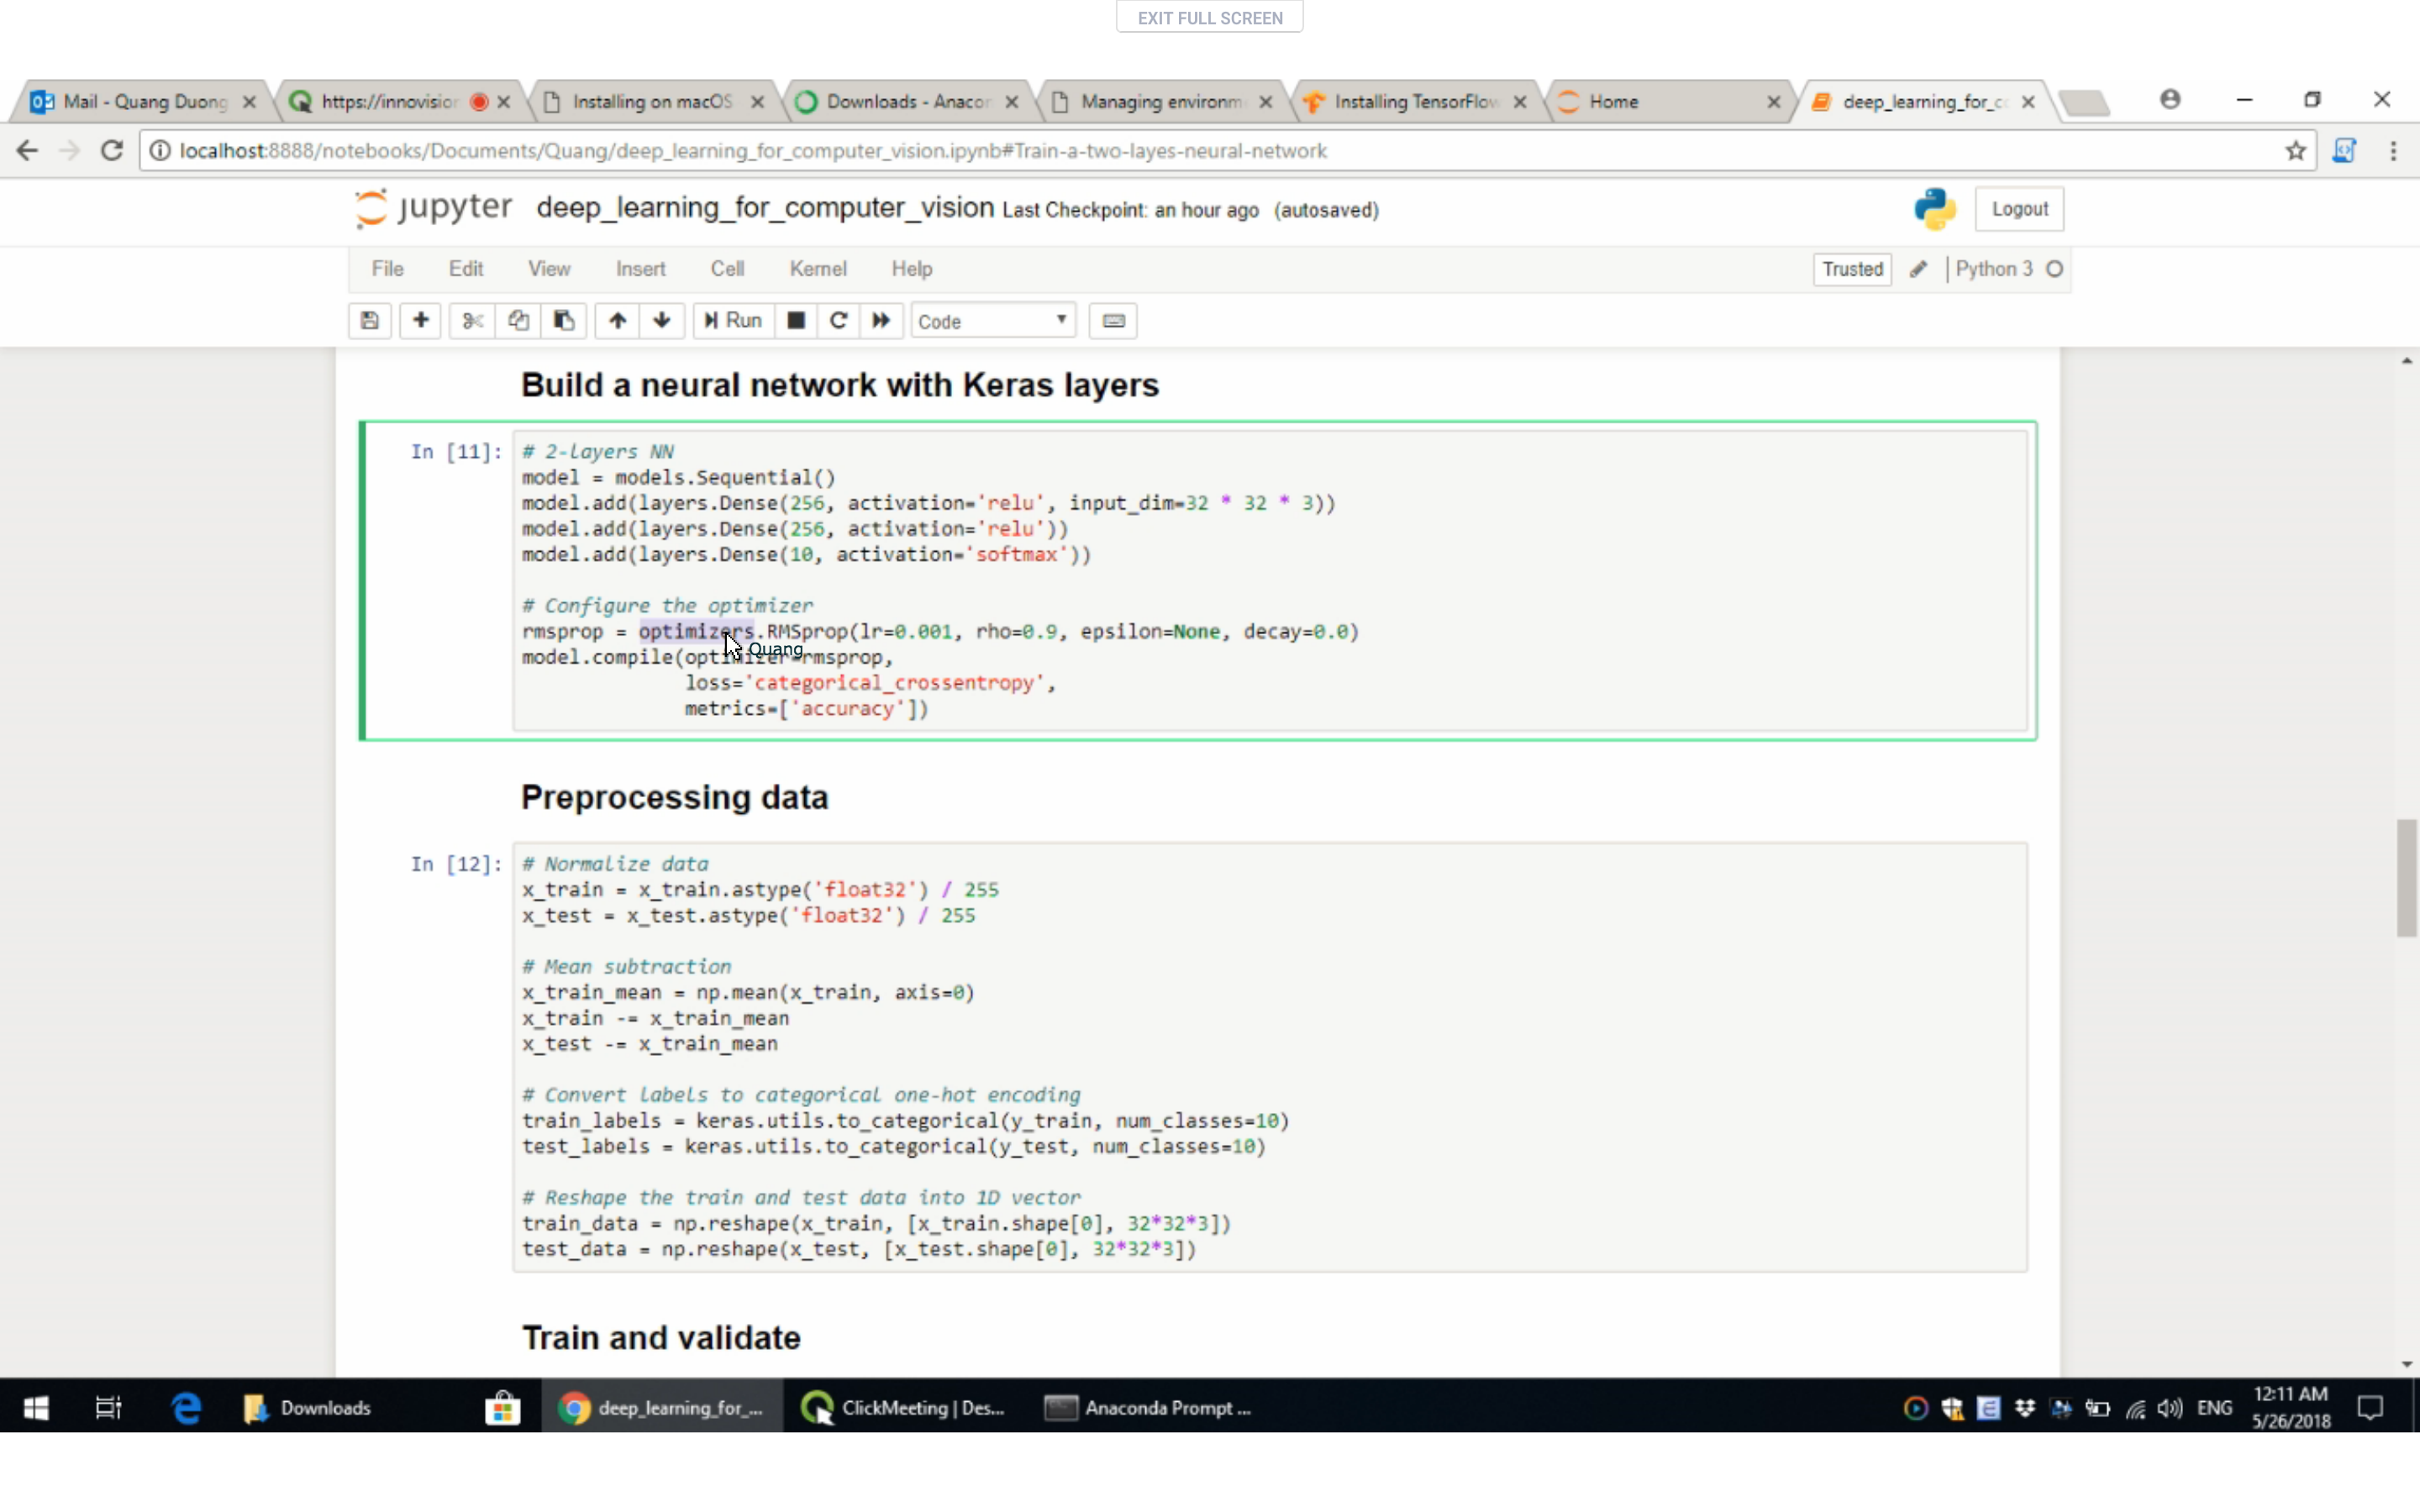 EXIT FULL SCREEN
Mail - Quang Duong
https://innovision
Installing on macOS
Downloads - Anacon
Managing environm
Installing TensorFlow
Home
deep_learning_for_co
localhost:8888/notebooks/Documents/Quang/deep_learning_for_computer_vision.ipynb#Train-a-two-layes-neural-network
jupyter deep_learning_for_computer_vision Last Checkpoint: an hour ago (autosaved)
Logout
File Edit View Insert Cell Kernel Help
Trusted Python 3
Run Code
Build a neural network with Keras layers
In [11]: # 2-layers NN
model = models.Sequential()
model.add(layers.Dense(256, activation='relu', input_dim=32 * 32 * 3))
model.add(layers.Dense(256, activation='relu'))
model.add(layers.Dense(10, activation='softmax'))
# Configure the optimizer
rmsprop = optimizers.RMSprop(lr=0.001, rho=0.9, epsilon=None, decay=0.0)
Quang
model.compile(optimizer=rmsprop,
loss='categorical_crossentropy',
metrics=['accuracy'])
Preprocessing data
In [12]: # Normalize data
x_train = x_train.astype('float32') / 255
x_test = x_test.astype('float32') / 255
# Mean subtraction
x_train_mean = np.mean(x_train, axis=0)
x_train -= x_train_mean
x_test -= x_train_mean
# Convert labels to categorical one-hot encoding
train_labels = keras.utils.to_categorical(y_train, num_classes=10)
test_labels = keras.utils.to_categorical(y_test, num_classes=10)
# Reshape the train and test data into 1D vector
train_data = np.reshape(x_train, [x_train.shape[0], 32*32*3])
test_data = np.reshape(x_test, [x_test.shape[0], 32*32*3])
Train and validate
Downloads
deep_learning_for_...
ClickMeeting | Des...
Anaconda Prompt ...
ENG
12:11 AM
5/26/2018